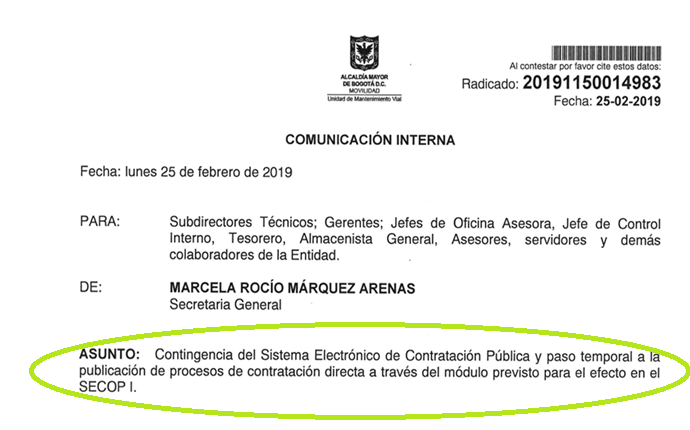 Al contestar por favor cite estos datos:
Radicado: 20191150014983
Fecha: 25-02-2019
ALCALDÍA MAYOR
DE BOGOTÁ D.C.
MOVILIDAD
Unidad de Mantenimiento Vial
COMUNICACIÓN INTERNA
Fecha: lunes 25 de febrero de 2019
PARA: Subdirectores Técnicos; Gerentes; Jefes de Oficina Asesora, Jefe de Control
Interno, Tesorero, Almacenista General, Asesores, servidores y demás
colaboradores de la Entidad.
DE: MARCELA ROCÍO MÁRQUEZ ARENAS
Secretaria General
ASUNTO: Contingencia del Sistema Electrónico de Contratación Pública y paso temporal a la
publicación de procesos de contratación directa a través del módulo previsto para el efecto en el
SECOP I.